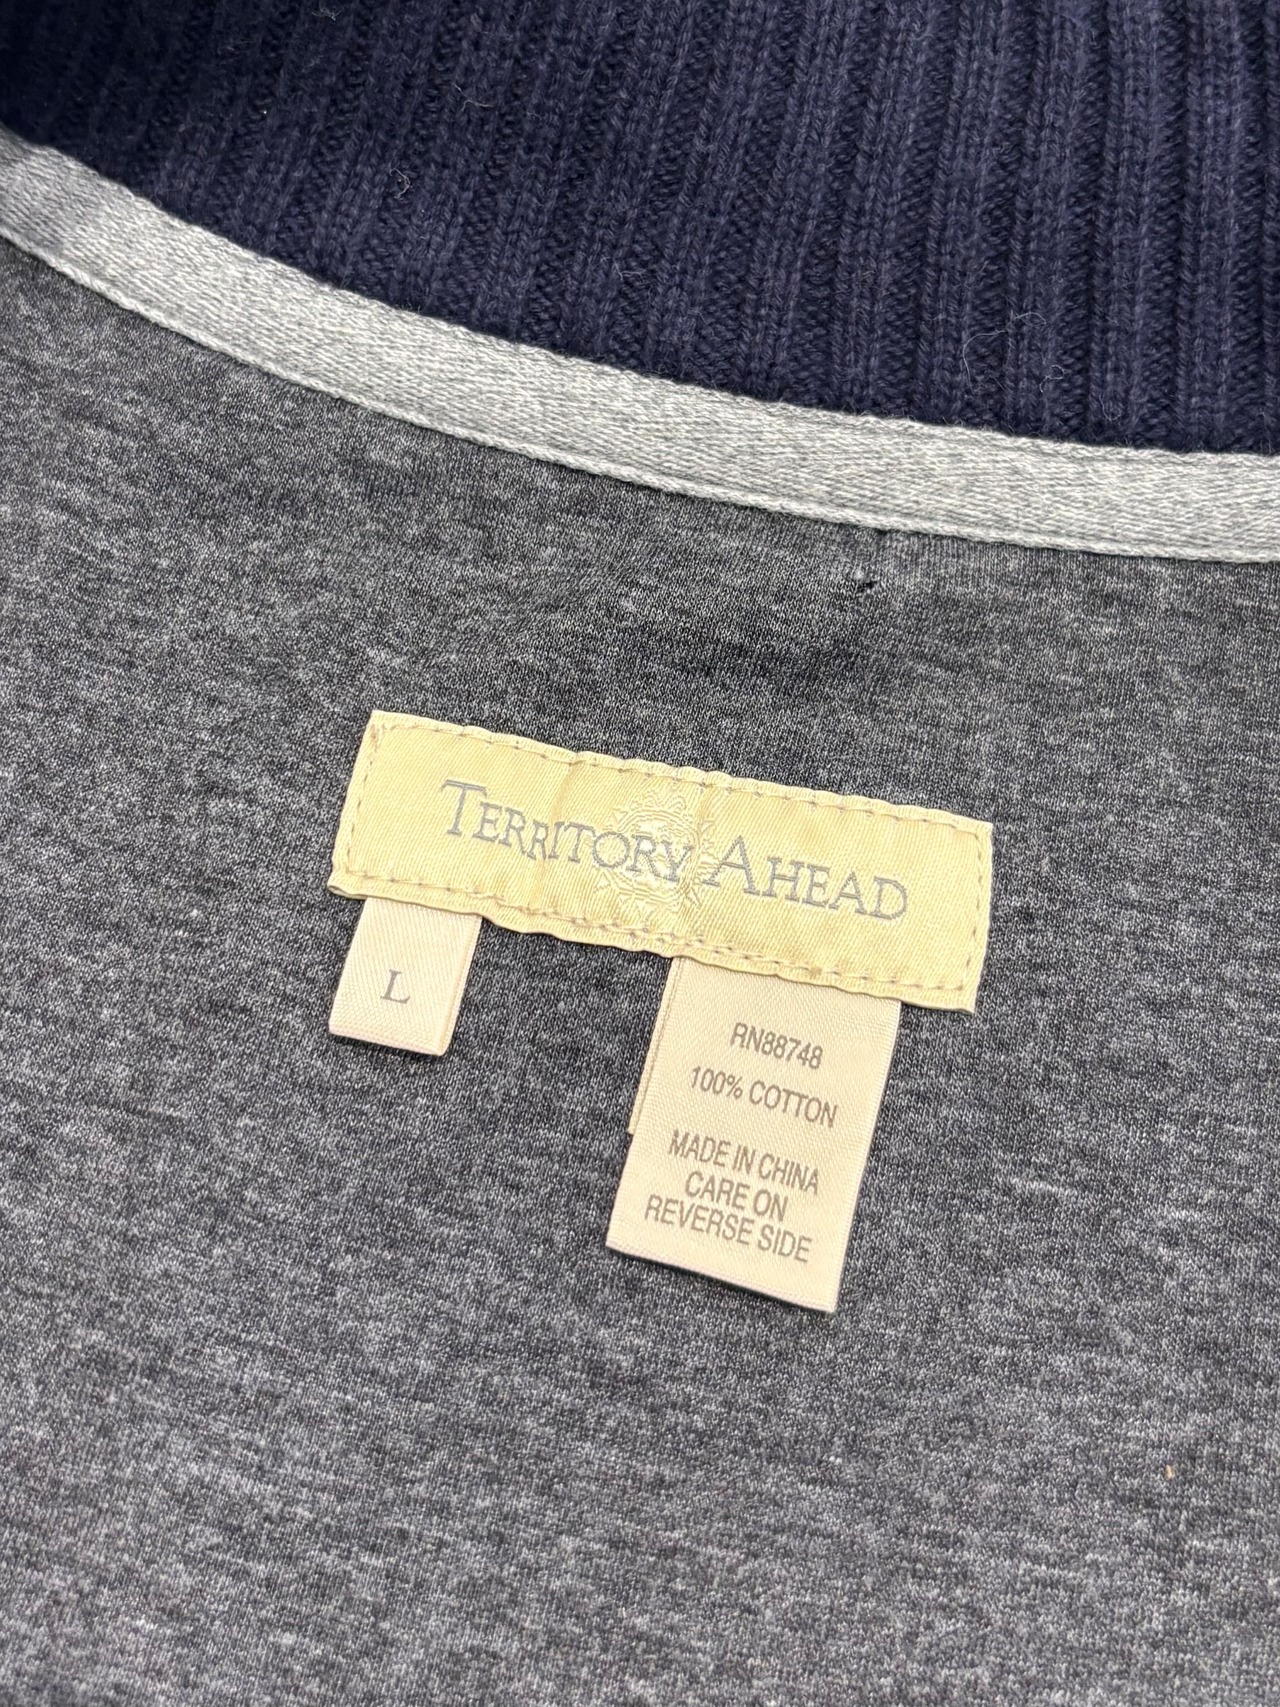 TERRITORY AHEAD
L
RN88748
100% COTTON
MADE IN CHINA
CARE ON
REVERSE SIDE